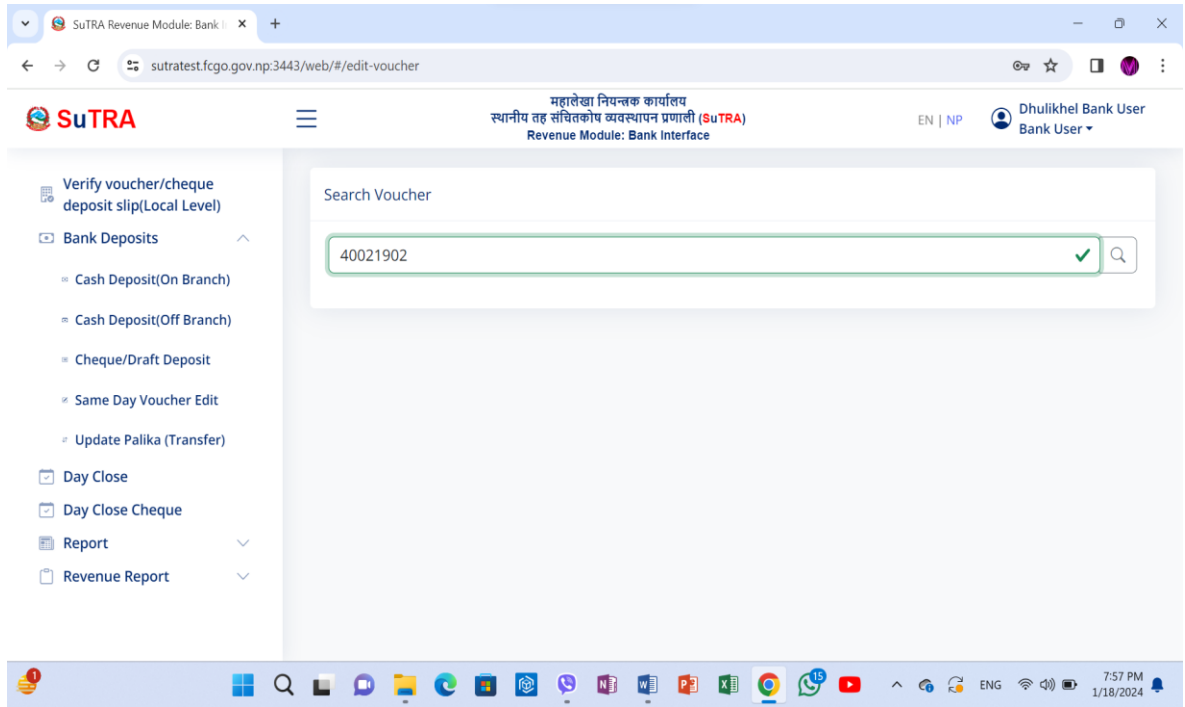 SuTRA Revenue Module: Bank I
sutratest.fcgo.gov.np:3443/web/#/edit-voucher
SuTRA
महालेखा नियन्त्रक कार्यालय
स्थानीय तह संचितकोष व्यवस्थापन प्रणाली (SuTRA)
Revenue Module: Bank Interface
EN | NP
Dhulikhel Bank User
Bank User
Verify voucher/cheque
deposit slip(Local Level)
Bank Deposits
Cash Deposit(On Branch)
Cash Deposit(Off Branch)
Cheque/Draft Deposit
Same Day Voucher Edit
Update Palika (Transfer)
Day Close
Day Close Cheque
Report
Revenue Report
Search Voucher
40021902
1
15
ENG
7:57 PM
1/18/2024